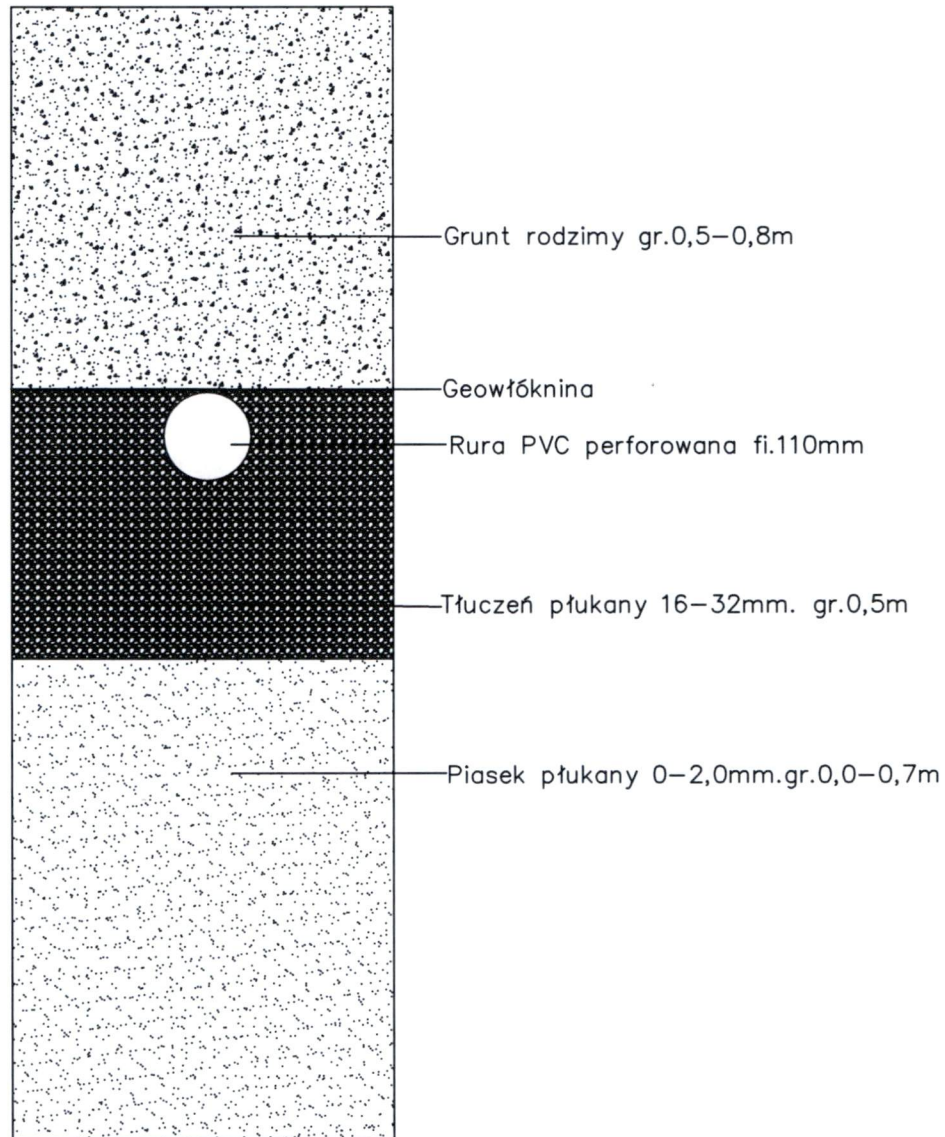 Grunt rodzimy gr.0,5–0,8m
Geowłóknina
Rura PVC perforowana fi.110mm
Tłuczeń płukany 16–32mm. gr.0,5m
Piasek płukany 0–2,0mm.gr.0,0–0,7m